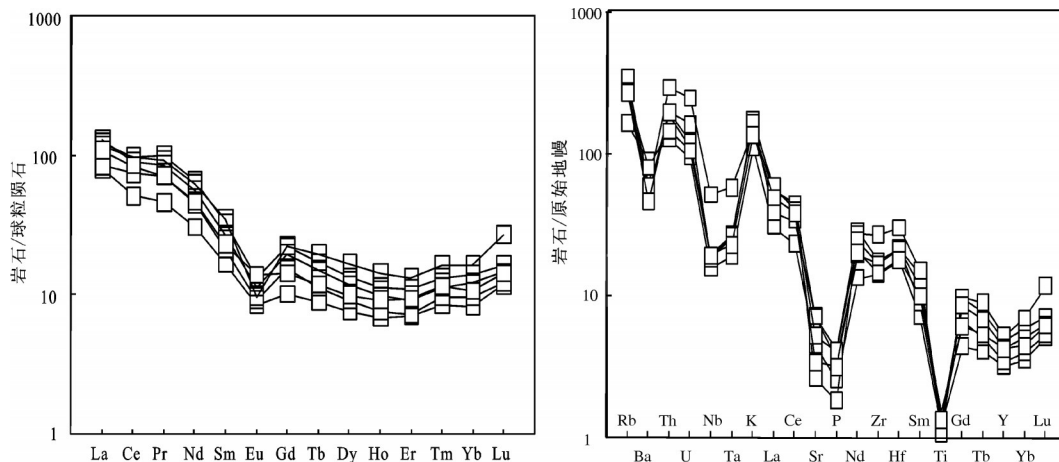 1000
100
10
1
岩石/球粒陨石
La Ce Pr Nd Sm Eu Gd Tb Dy Ho Er Tm Yb Lu
1000
100
10
1
岩石/原始地幔
Rb Th Nb K Ce P Zr Sm Gd Y Lu
Ba U Ta La Sr Nd Hf Ti Tb Yb